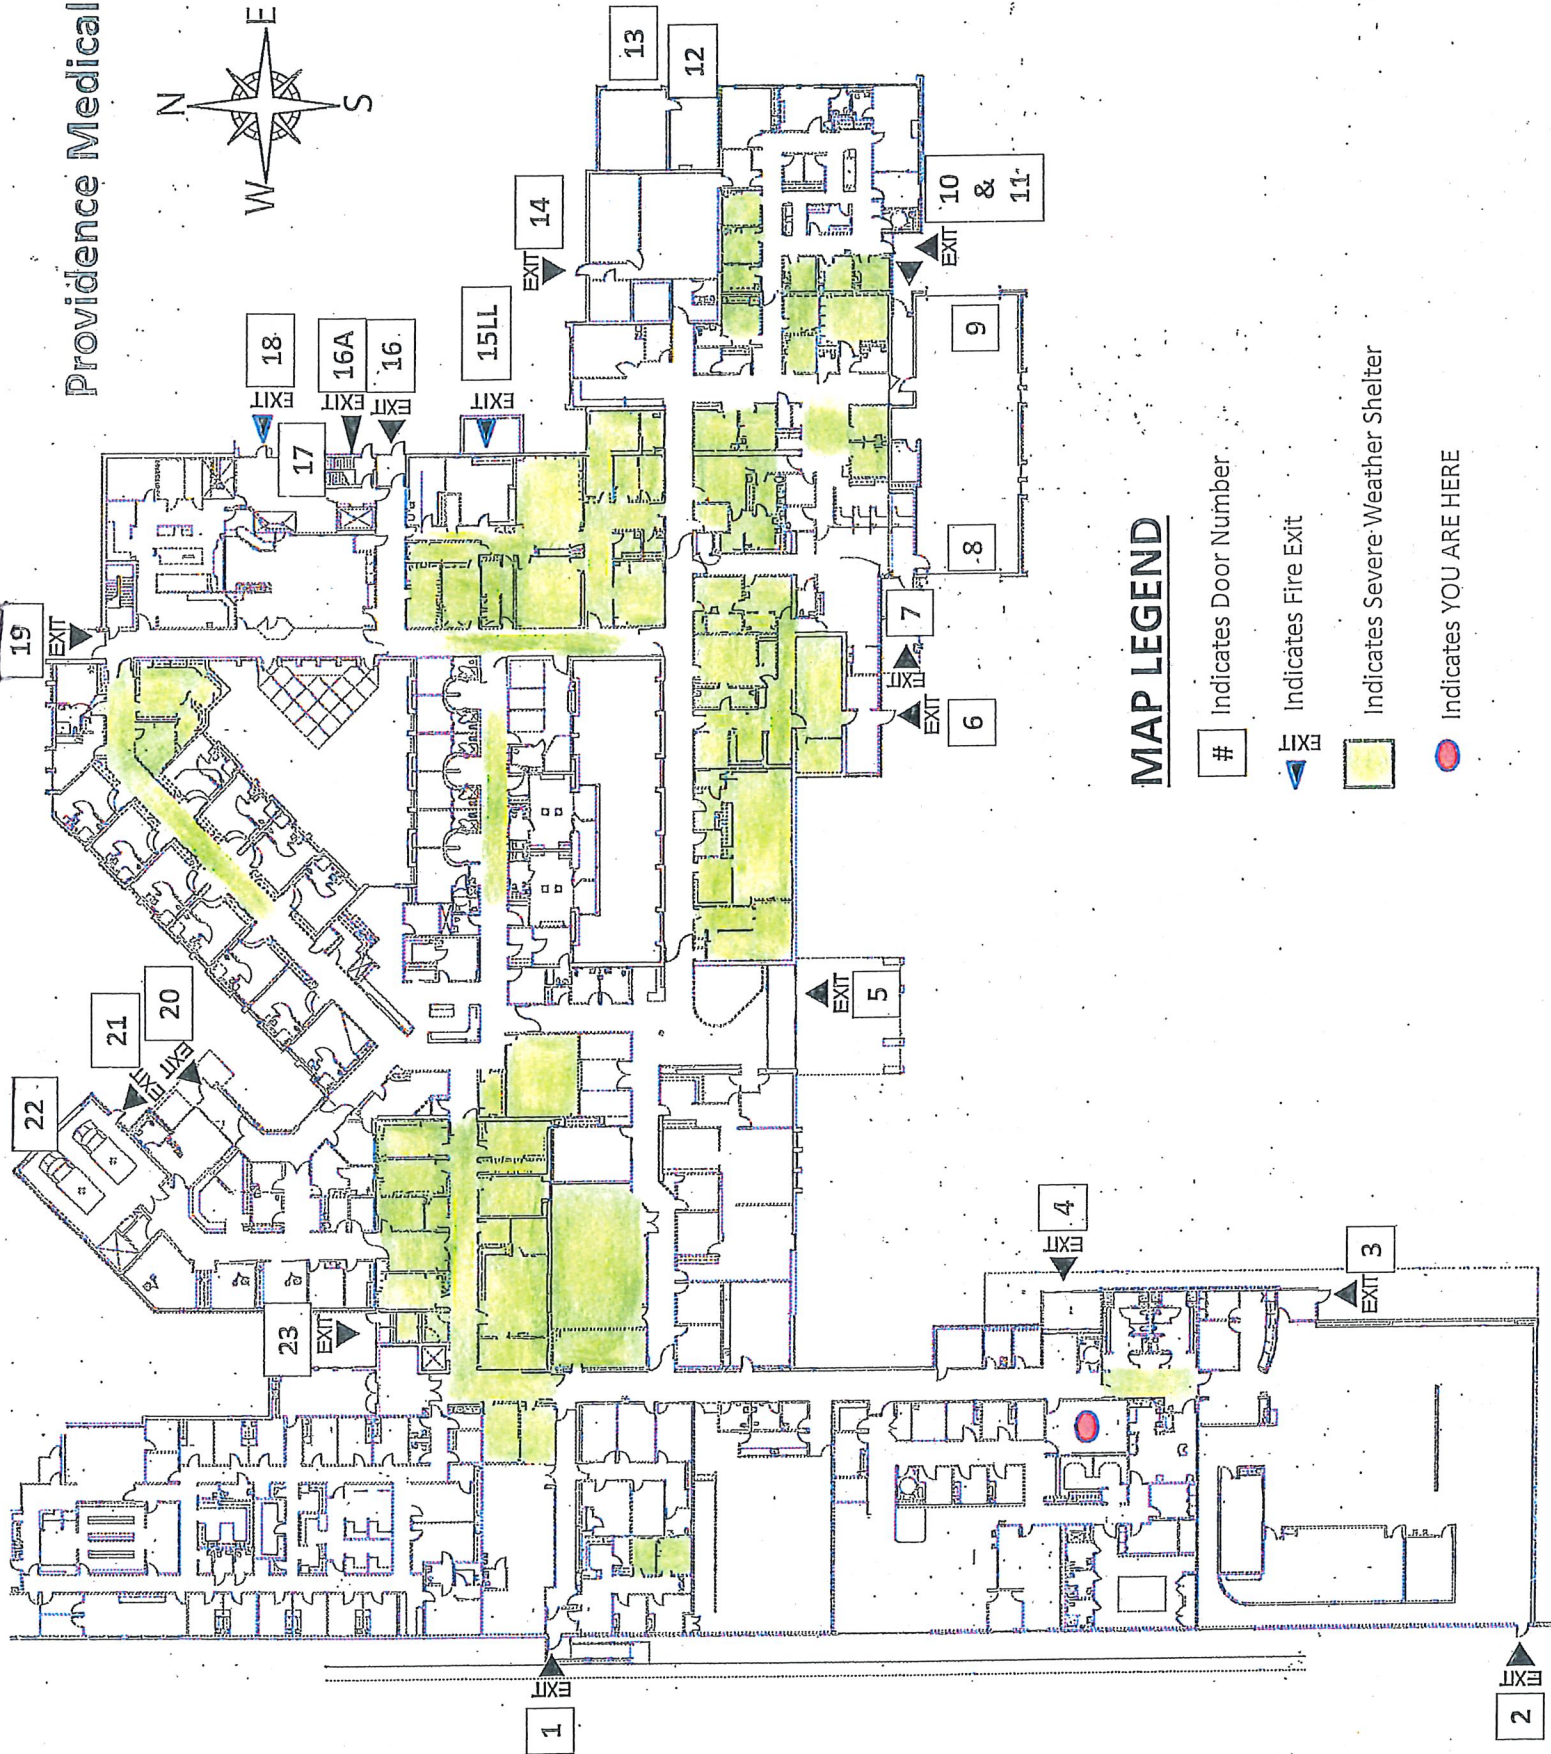 Providence Medical
N
E
S
W
MAP LEGEND
# Indicates Door Number
EXIT Indicates Fire Exit
Indicates Severe Weather Shelter
Indicates YOU ARE HERE
1
EXIT
2
EXIT
3
EXIT
4
EXIT
5
EXIT
6
EXIT
7
EXIT
8
9
10
&
11
EXIT
12
13
14
EXIT
15LL
EXIT
16
EXIT
16A
EXIT
17
18
EXIT
19
EXIT
20
EXIT
21
EXIT
22
23
EXIT